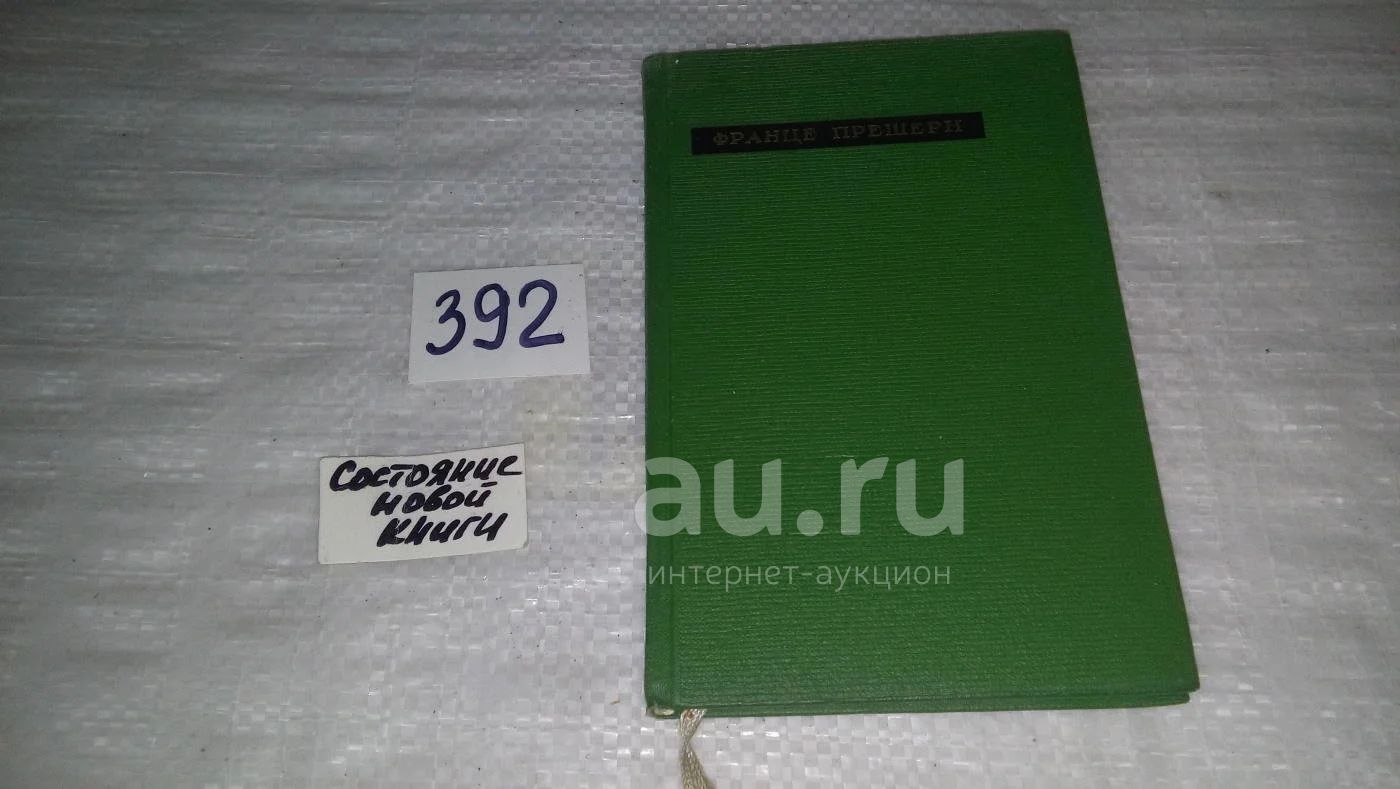 ФРАНЦЕ ПРЕШЕРН
392
Состояние
новой
книги
au.ru
интернет-аукцион